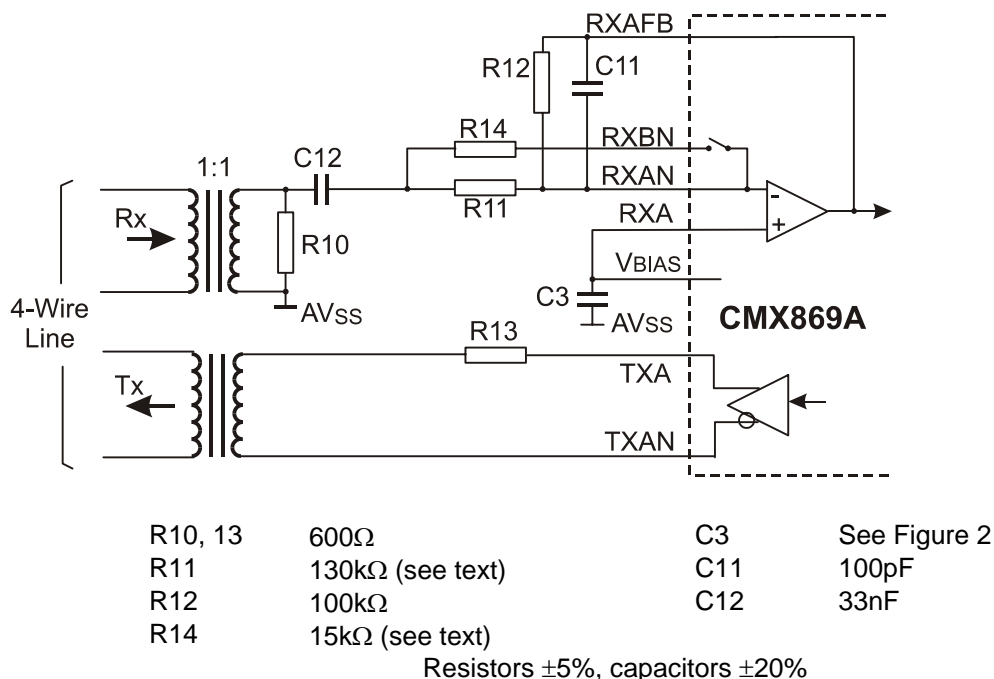 RXAFB
R12
C11
R14
RXBN
1:1
C12
RXAN
R11
Rx
RXA
R10
-
+
VBIAS
4-Wire
Line
AVSS
C3
AVSS
CMX869A
R13
Tx
TXA
TXAN
R10, 13 600Ω C3 See Figure 2
R11 130kΩ (see text) C11 100pF
R12 100kΩ C12 33nF
R14 15kΩ (see text)
Resistors ±5%, capacitors ±20%